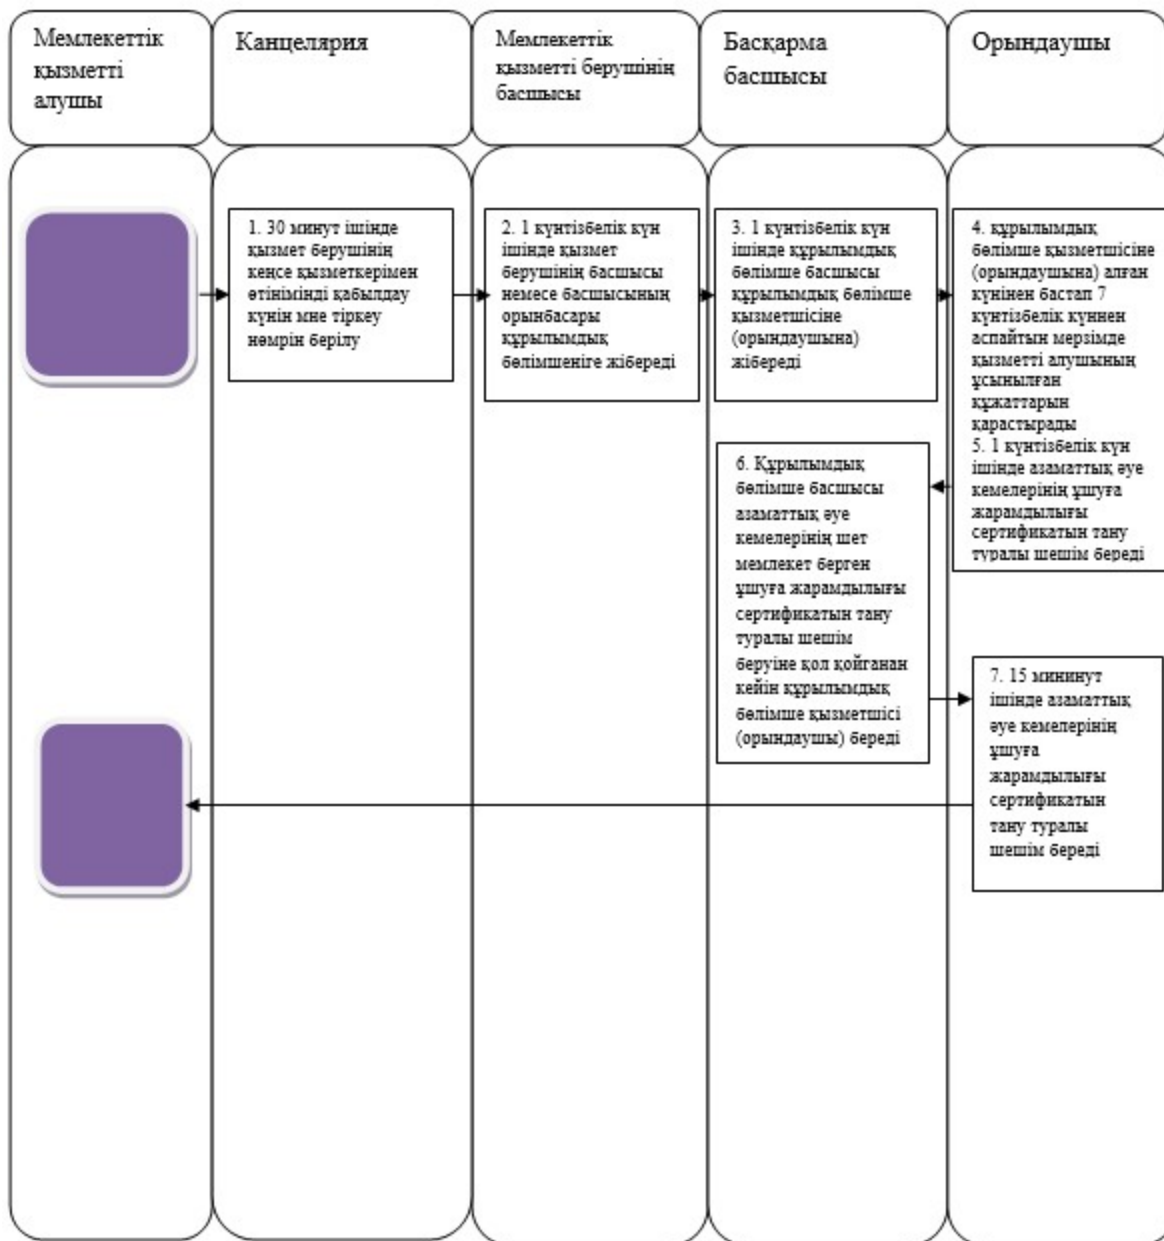 Мемлекеттік
қызметті
алушы
Канцелярия
Мемлекеттік
қызметті берушінің
басшысы
Басқарма
басшысы
Орындаушы
1. 30 минут ішінде
қызмет берушінің
кеңсе қызметкерімен
өтінімінді қабылдау
күнін мне тіркеу
нөмрін берілу
2. 1 күнтізбелік күн
ішінде қызмет
берушінің басшысы
немесе басшысының
орынбасары
құрылымдық
бөлімшеніге жібереді
3. 1 күнтізбелік күн
ішінде құрылымдық
бөлімше басшысы
құрылымдық бөлімше
қызметшісіне
(орындаушына)
жібереді
4. құрылымдық
бөлімше қызметшісіне
(орындаушына) алған
күнінен бастап 7
күнтізбелік күннен
аспайтын мерзімде
қызметті алушының
ұсынылған
құжаттарын
қарастырады
5. 1 күнтізбелік күн
ішінде азаматтық әуе
кемелерінің ұшуға
жарамдылығы
сертификатын тану
туралы шешім береді
6. Құрылымдық
бөлімше басшысы
азаматтық әуе
кемелерінің шет
мемлекет берген
ұшуға жарамдылығы
сертификатын тану
туралы шешім
беруіне қол қойганан
кейін құрылымдық
бөлімше қызметшісі
(орындаушы) береді
7. 15 мининут
ішінде азаматтық
әуе кемелерінің
ұшуға
жарамдылығы
сертификатын
тану туралы
шешім береді